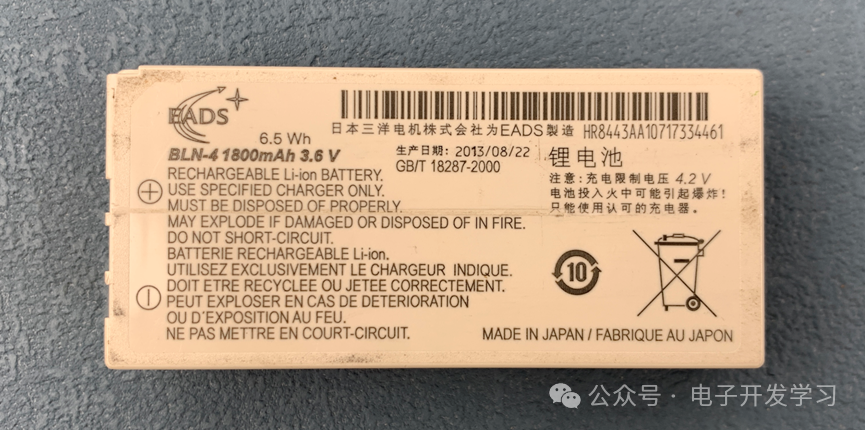 EADS
6.5 Wh
BLN-4 1800mAh 3.6 V
日本三洋电机株式会社为EADS製造 HR8443AA10717334461
生产日期: 2013/08/22
GB/T 18287-2000
锂电池
注意:充电限制电压 4.2 V
电池投入火中可能引起爆炸!
只能使用认可的充电器。
RECHARGEABLE Li-ion BATTERY.
USE SPECIFIED CHARGER ONLY.
MUST BE DISPOSED OF PROPERLY.
MAY EXPLODE IF DAMAGED OR DISPOSED OF IN FIRE.
DO NOT SHORT-CIRCUIT.
BATTERIE RECHARGEABLE Li-ion.
UTILISEZ EXCLUSIVEMENT LE CHARGEUR INDIQUE.
DOIT ETRE RECYCLEE OU JETEE CORRECTEMENT.
PEUT EXPLOSER EN CAS DE DETERIORATION
OU D'EXPOSITION AU FEU.
NE PAS METTRE EN COURT-CIRCUIT.
10
MADE IN JAPAN / FABRIQUE AU JAPON
公众号 · 电子开发学习